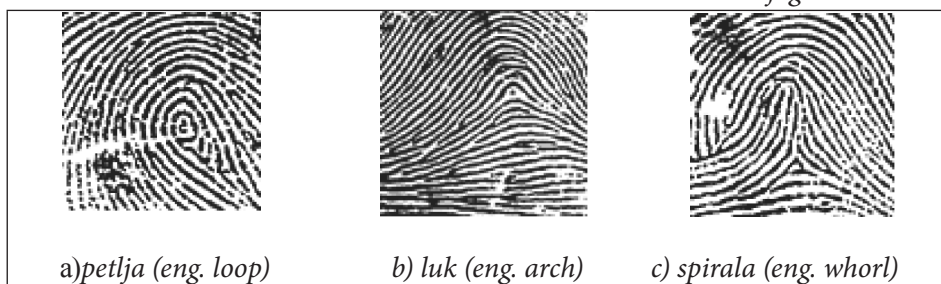 a)petlja (eng. loop) b) luk (eng. arch) c) spirala (eng. whorl)